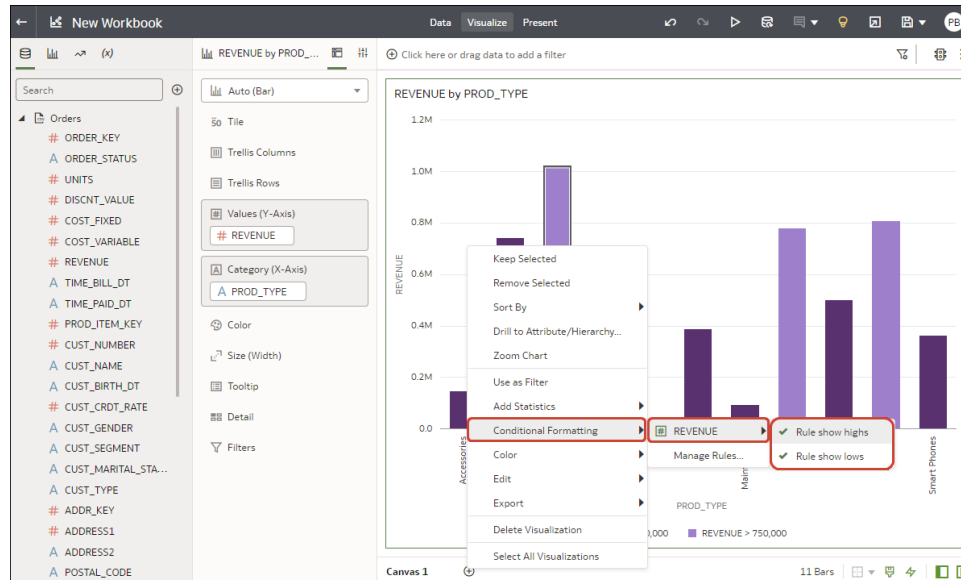 New Workbook
Data Visualize Present
PB
Search
Orders
# ORDER_KEY
A ORDER_STATUS
# UNITS
# DISCNT_VALUE
# COST_FIXED
# COST_VARIABLE
# REVENUE
A TIME_BILL_DT
A TIME_PAID_DT
# PROD_ITEM_KEY
# CUST_NUMBER
A CUST_NAME
A CUST_BIRTH_DT
# CUST_CRDT_RATE
A CUST_GENDER
A CUST_SEGMENT
A CUST_MARITAL_STA...
A CUST_TYPE
# ADDR_KEY
# ADDRESS1
A ADDRESS2
A POSTAL_CODE
REVENUE by PROD_...
Auto (Bar)
Tile
Trellis Columns
Trellis Rows
Values (Y-Axis)
# REVENUE
Category (X-Axis)
A PROD_TYPE
Color
Size (Width)
Tooltip
Detail
Filters
Click here or drag data to add a filter
REVENUE by PROD_TYPE
1.2M
1.0M
0.8M
0.6M
0.4M
0.2M
0.0
REVENUE
Accessories
Smart Phones
PROD_TYPE
REVENUE > 750,000
Keep Selected
Remove Selected
Sort By
Drill to Attribute/Hierarchy...
Zoom Chart
Use as Filter
Add Statistics
Conditional Formatting
Color
Edit
Export
Delete Visualization
Select All Visualizations
# REVENUE
Manage Rules...
Rule show highs
Rule show lows
Canvas 1
11 Bars